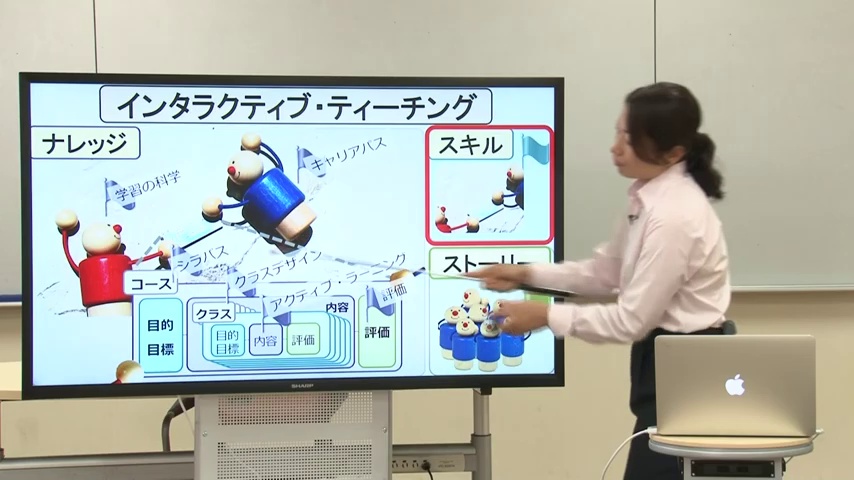 インタラクティブ・ティーチング
ナレッジ
スキル
学習の科学
キャリアパス
シラバス
クラスデザイン
アクティブ・ラーニング
評価
ストーリー
コース
目的
目標
クラス
目的
目標
内容
評価
内容
評価
SHARP